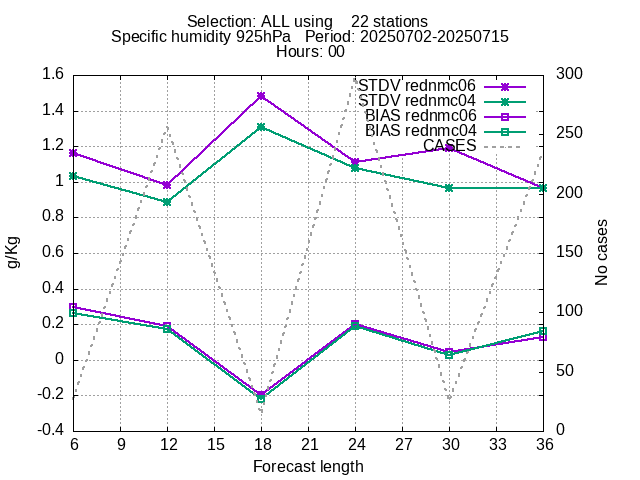 Selection: ALL using    22 stations
Specific humidity 925hPa   Period: 20250702-20250715
Hours: 00
STDV rednmc06
STDV rednmc04
BIAS rednmc06
BIAS rednmc04
CASES
1.6
1.4
1.2
1
0.8
0.6
0.4
0.2
0
-0.2
-0.4
g/Kg
300
250
200
150
100
50
0
No cases
6 9 12 15 18 21 24 27 30 33 36
Forecast length